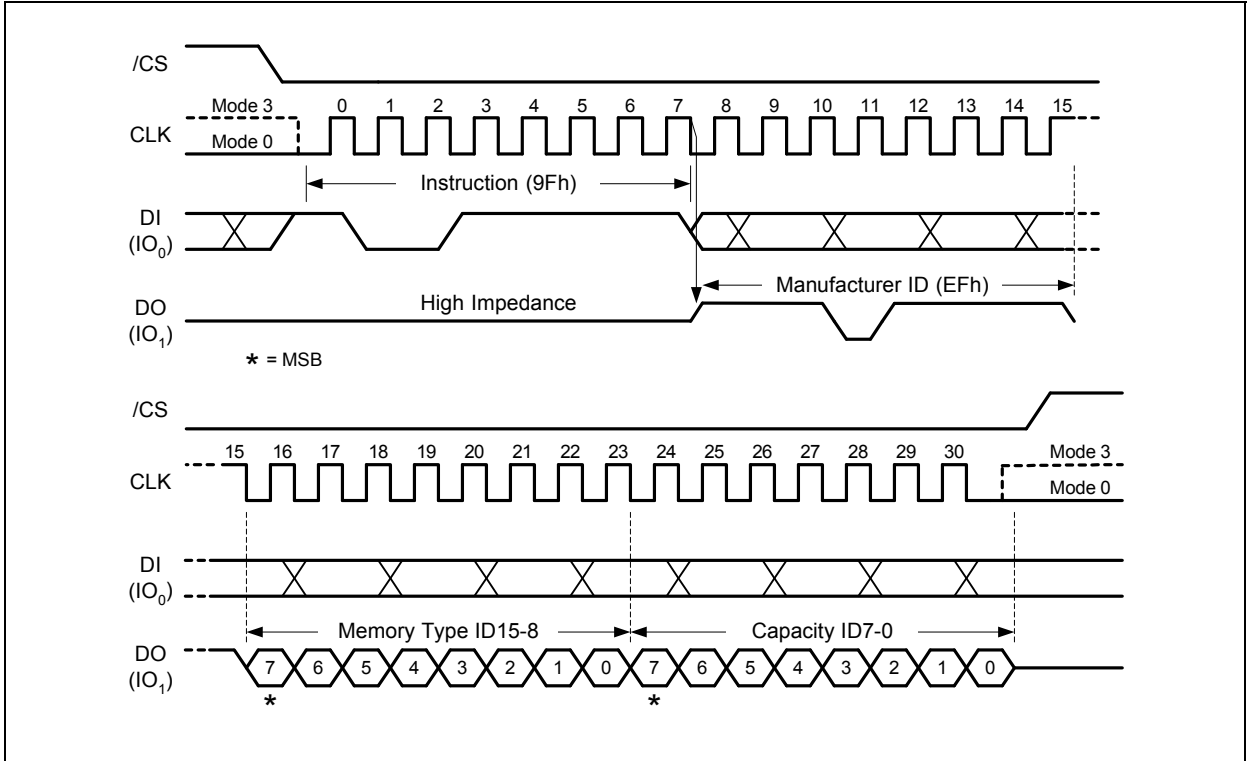 /CS
Mode 3 0 1 2 3 4 5 6 7 8 9 10 11 12 13 14 15
CLK
Mode 0
Instruction (9Fh)
DI
(IO0)
Manufacturer ID (EFh)
DO
High Impedance
(IO1)
* = MSB
/CS
15 16 17 18 19 20 21 22 23 24 25 26 27 28 29 30 Mode 3
CLK
Mode 0
DI
(IO0)
Memory Type ID15-8 Capacity ID7-0
DO
7 6 5 4 3 2 1 0 7 6 5 4 3 2 1 0
(IO1)
* *